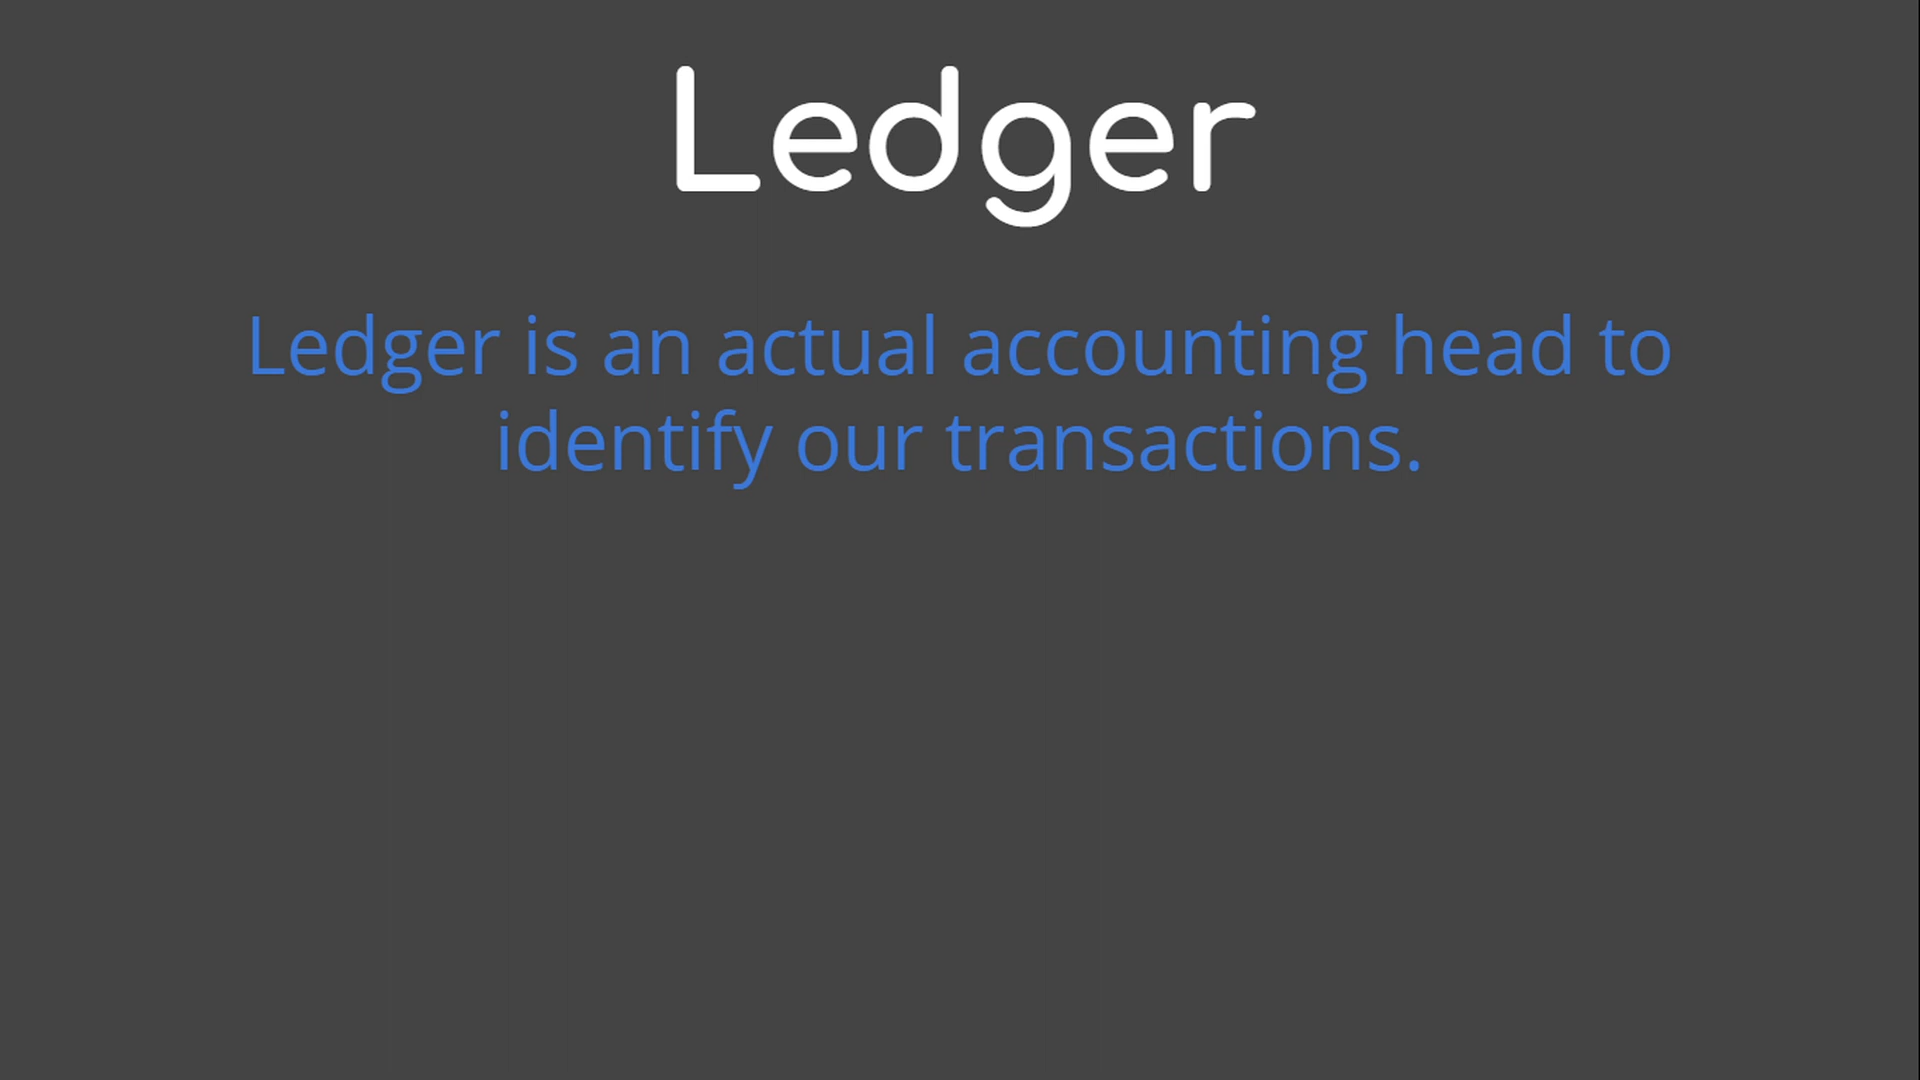 Ledger
Ledger is an actual accounting head to
identify our transactions.